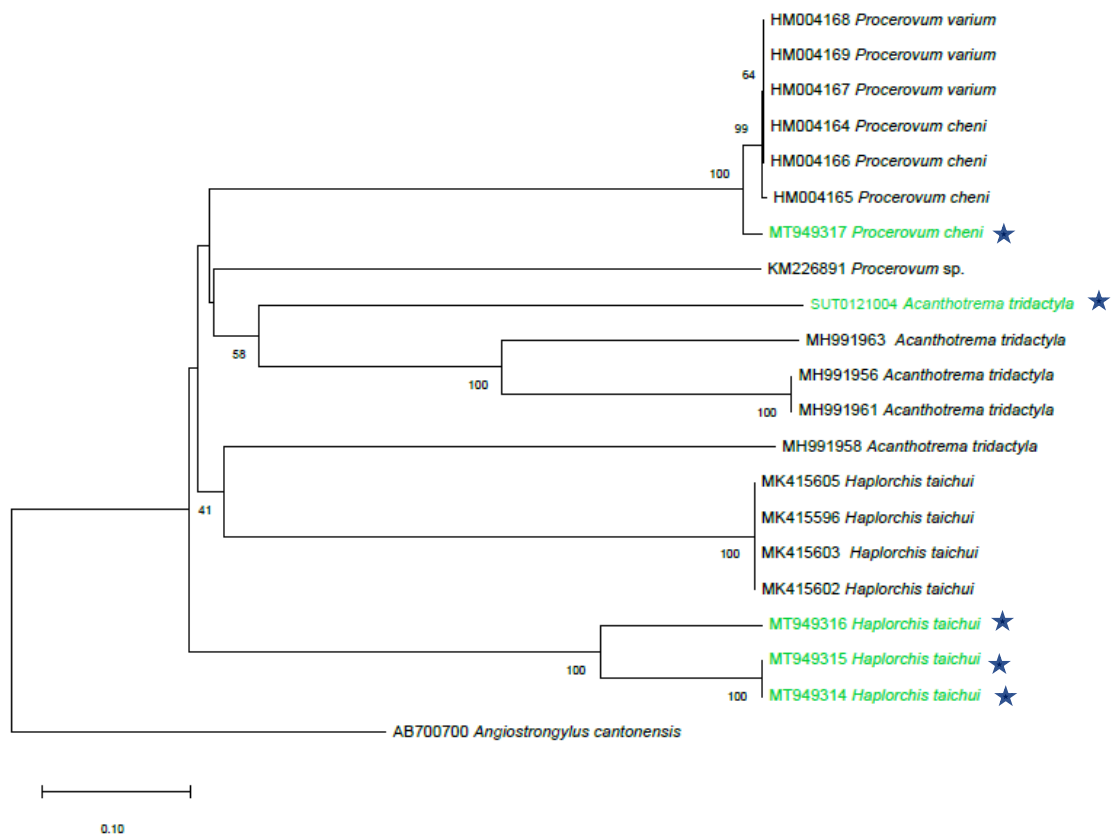 HM004168 Procerovum varium
HM004169 Procerovum varium
64
HM004167 Procerovum varium
HM004164 Procerovum cheni
99
HM004166 Procerovum cheni
100
HM004165 Procerovum cheni
MT949317 Procerovum cheni
KM226891 Procerovum sp.
SUT0121004 Acanthotrema tridactyla
MH991963 Acanthotrema tridactyla
58
MH991956 Acanthotrema tridactyla
100
MH991961 Acanthotrema tridactyla
100
MH991958 Acanthotrema tridactyla
MK415605 Haplorchis taichui
41
MK415596 Haplorchis taichui
MK415603 Haplorchis taichui
100
MK415602 Haplorchis taichui
MT949316 Haplorchis taichui
MT949315 Haplorchis taichui
100
MT949314 Haplorchis taichui
100
AB700700 Angiostrongylus cantonensis
0.10